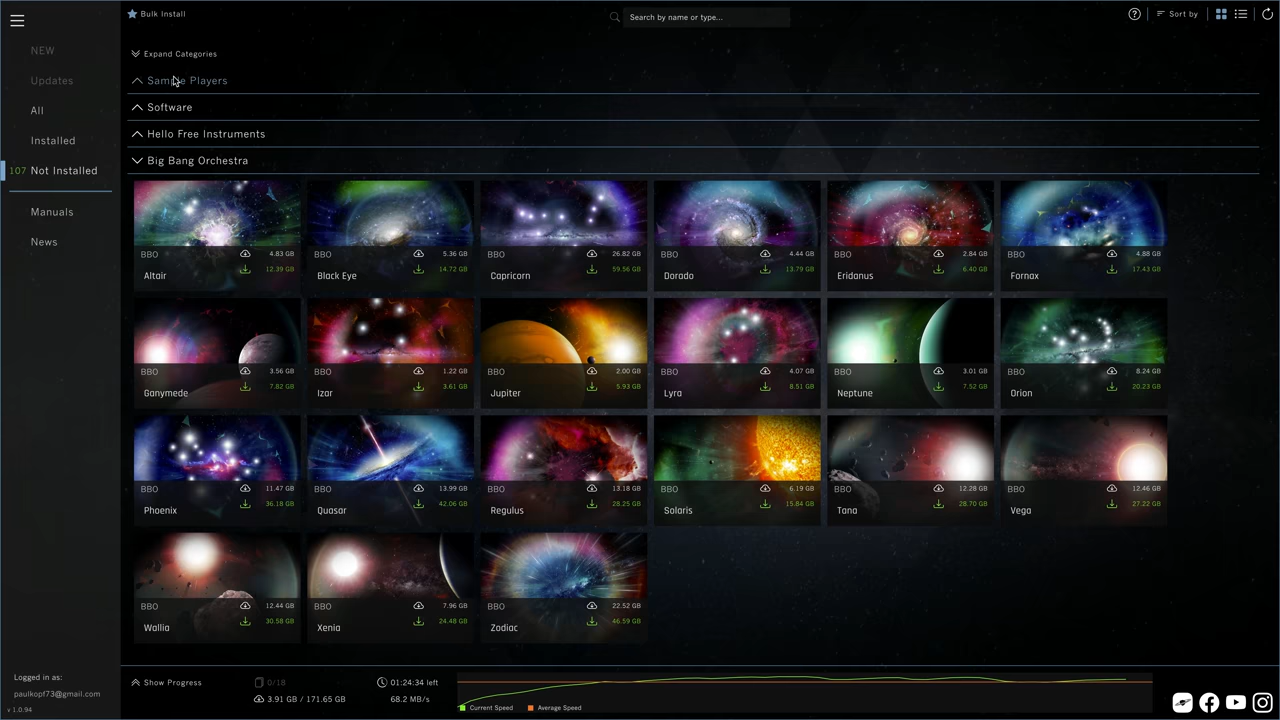 Bulk Install
Search by name or type...
Sort by
NEW
Updates
All
Installed
107 Not Installed
Manuals
News
Expand Categories
Sample Players
Software
Hello Free Instruments
Big Bang Orchestra
BBO 4.83 GB
Altair 12.39 GB
BBO 5.36 GB
Black Eye 14.72 GB
BBO 26.82 GB
Capricorn 59.56 GB
BBO 4.44 GB
Dorado 13.79 GB
BBO 2.84 GB
Eridanus 6.40 GB
BBO 4.88 GB
Fornax 17.43 GB
BBO 3.56 GB
Ganymede 7.82 GB
BBO 1.22 GB
Izar 3.61 GB
BBO 2.00 GB
Jupiter 5.93 GB
BBO 4.07 GB
Lyra 8.51 GB
BBO 3.01 GB
Neptune 7.52 GB
BBO 8.24 GB
Orion 20.23 GB
BBO 11.47 GB
Phoenix 36.18 GB
BBO 13.99 GB
Quasar 42.06 GB
BBO 13.18 GB
Regulus 28.25 GB
BBO 6.19 GB
Solaris 15.84 GB
BBO 12.28 GB
Tana 28.70 GB
BBO 12.46 GB
Vega 27.22 GB
BBO 12.44 GB
Wallia 30.58 GB
BBO 7.96 GB
Xenia 24.48 GB
BBO 22.52 GB
Zodiac 46.59 GB
Logged in as:
paulkopf73@gmail.com
v 1.0.94
Show Progress
0/18
01:24:34 left
3.91 GB / 171.65 GB
68.2 MB/s
Current Speed
Average Speed